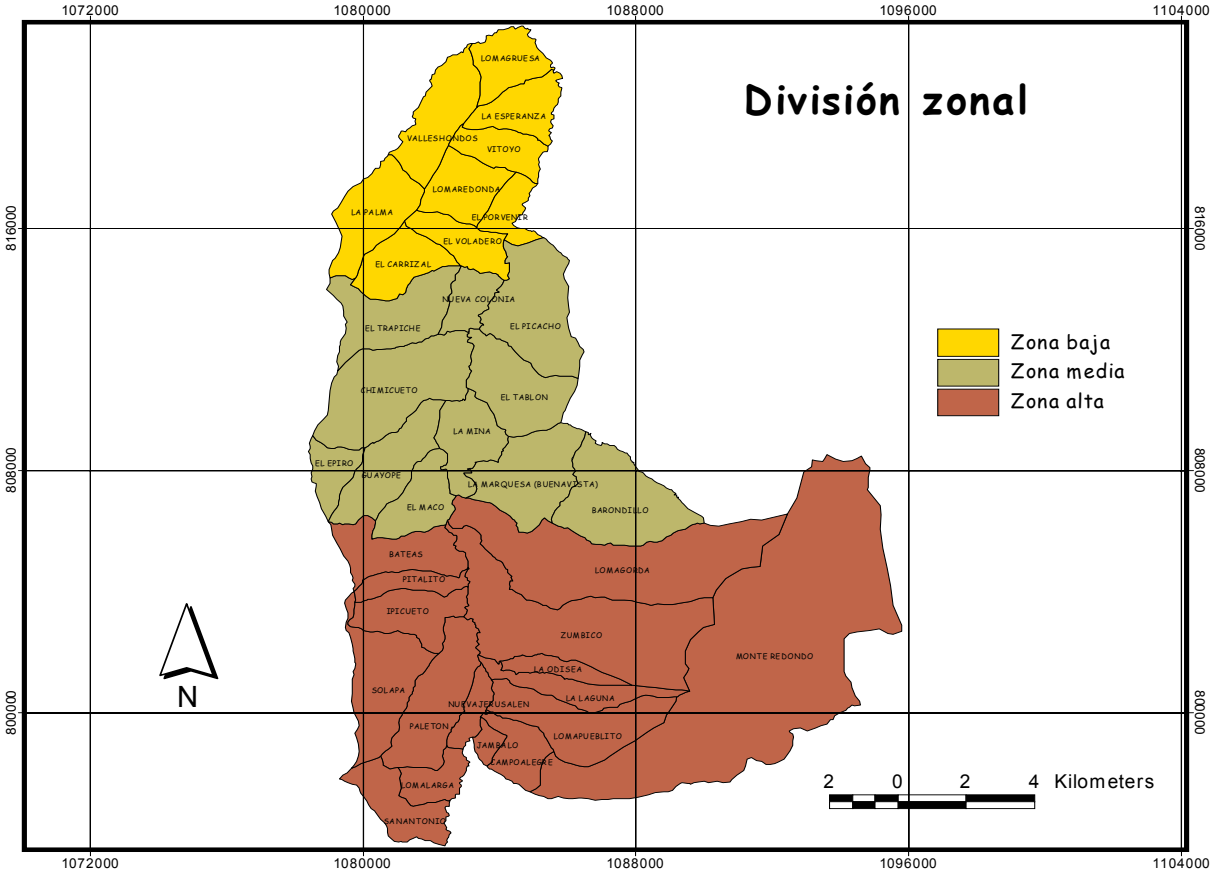 1072000 1080000 1088000 1096000 1104000
División zonal
LOMAGRUESA
LA ESPERANZA
VALLESHONDOS
VITOYO
LOMAREDONDA
LA PALMA
EL PORVENIR
816000 816000
EL VOLADERO
EL CARRIZAL
NUEVA COLONIA
EL TRAPICHE
EL PICACHO
Zona baja
Zona media
Zona alta
CHIMICUETO
EL TABLON
LA MINA
EL EPIRO
808000 808000
GUAYOPE
LA MARQUESA (BUENAVISTA)
EL MACO
BARONDILLO
BATEAS
LOMAGORDA
PITALITO
IPICUETO
ZUMBICO
MONTE REDONDO
LA ODISEA
SOLAPA
LA LAGUNA
NUEVAJERUSALEN
N
800000 800000
PALETON
LOMAPUEBLITO
JAMBALO
CAMPOALEGRE
LOMALARGA
2 0 2 4 Kilometers
SANANTONIO
1072000 1080000 1088000 1096000 1104000